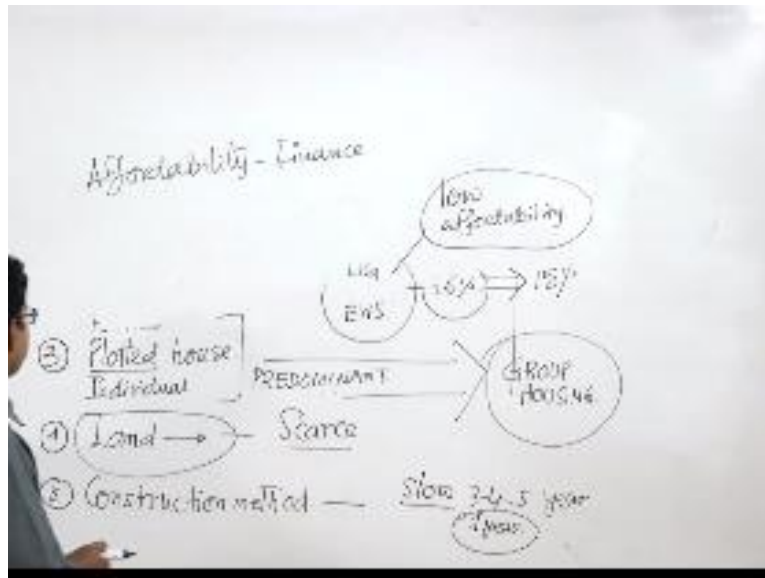 Affordability - Finance
low
affordability
LIG
EWS
③ Plotted house
Individual
PREDOMINANT
GROUP
HOUSING
④ Land → Scarce
⑤ Construction method — Slow 3-4-5 year